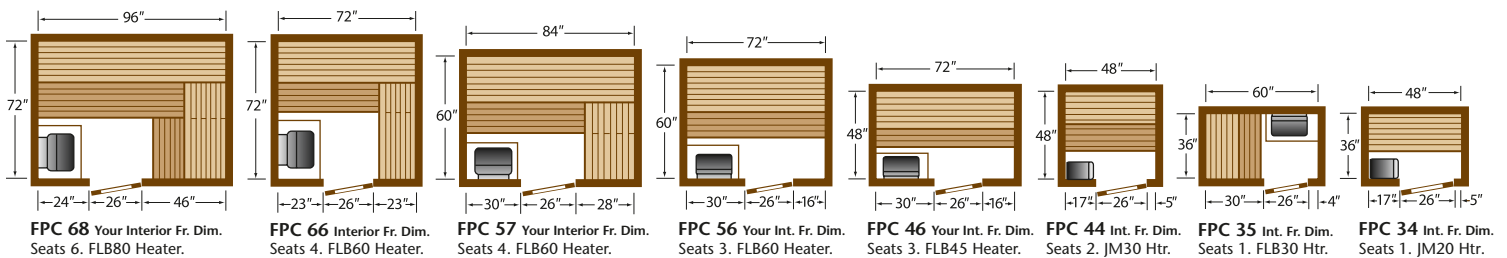 96″
72″
24″ 26″ 46″
FPC 68 Your Interior Fr. Dim.
Seats 6. FLB80 Heater.
72″
72″
23″ 26″ 23″
FPC 66 Interior Fr. Dim.
Seats 4. FLB60 Heater.
84″
60″
30″ 26″ 28″
FPC 57 Your Interior Fr. Dim.
Seats 4. FLB60 Heater.
72″
60″
30″ 26″ 16″
FPC 56 Your Int. Fr. Dim.
Seats 3. FLB60 Heater.
72″
48″
30″ 26″ 16″
FPC 46 Your Int. Fr. Dim.
Seats 3. FLB45 Heater.
48″
48″
17″ 26″ 5″
FPC 44 Int. Fr. Dim.
Seats 2. JM30 Htr.
60″
36″
30″ 26″ 4″
FPC 35 Int. Fr. Dim.
Seats 1. FLB30 Htr.
48″
36″
17″ 26″ 5″
FPC 34 Int. Fr. Dim.
Seats 1. JM20 Htr.